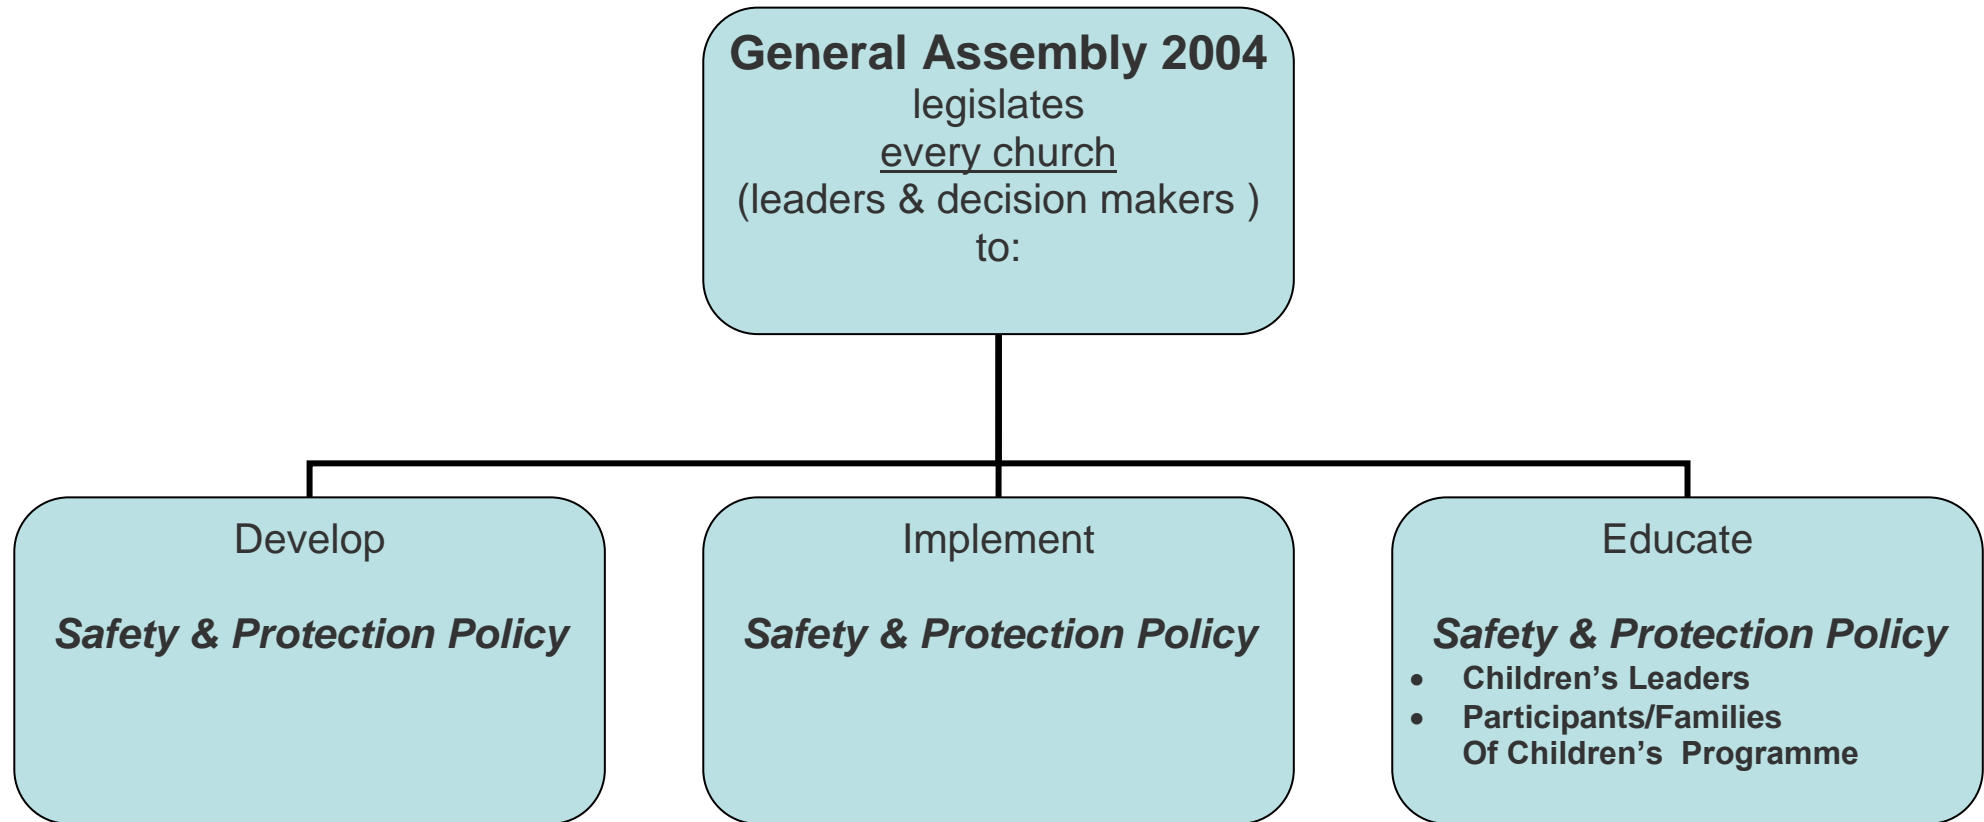 General Assembly 2004
legislates
every church
(leaders & decision makers )
to:
Develop
Safety & Protection Policy
Implement
Safety & Protection Policy
Educate
Safety & Protection Policy
• Children’s Leaders
• Participants/Families
Of Children’s  Programme